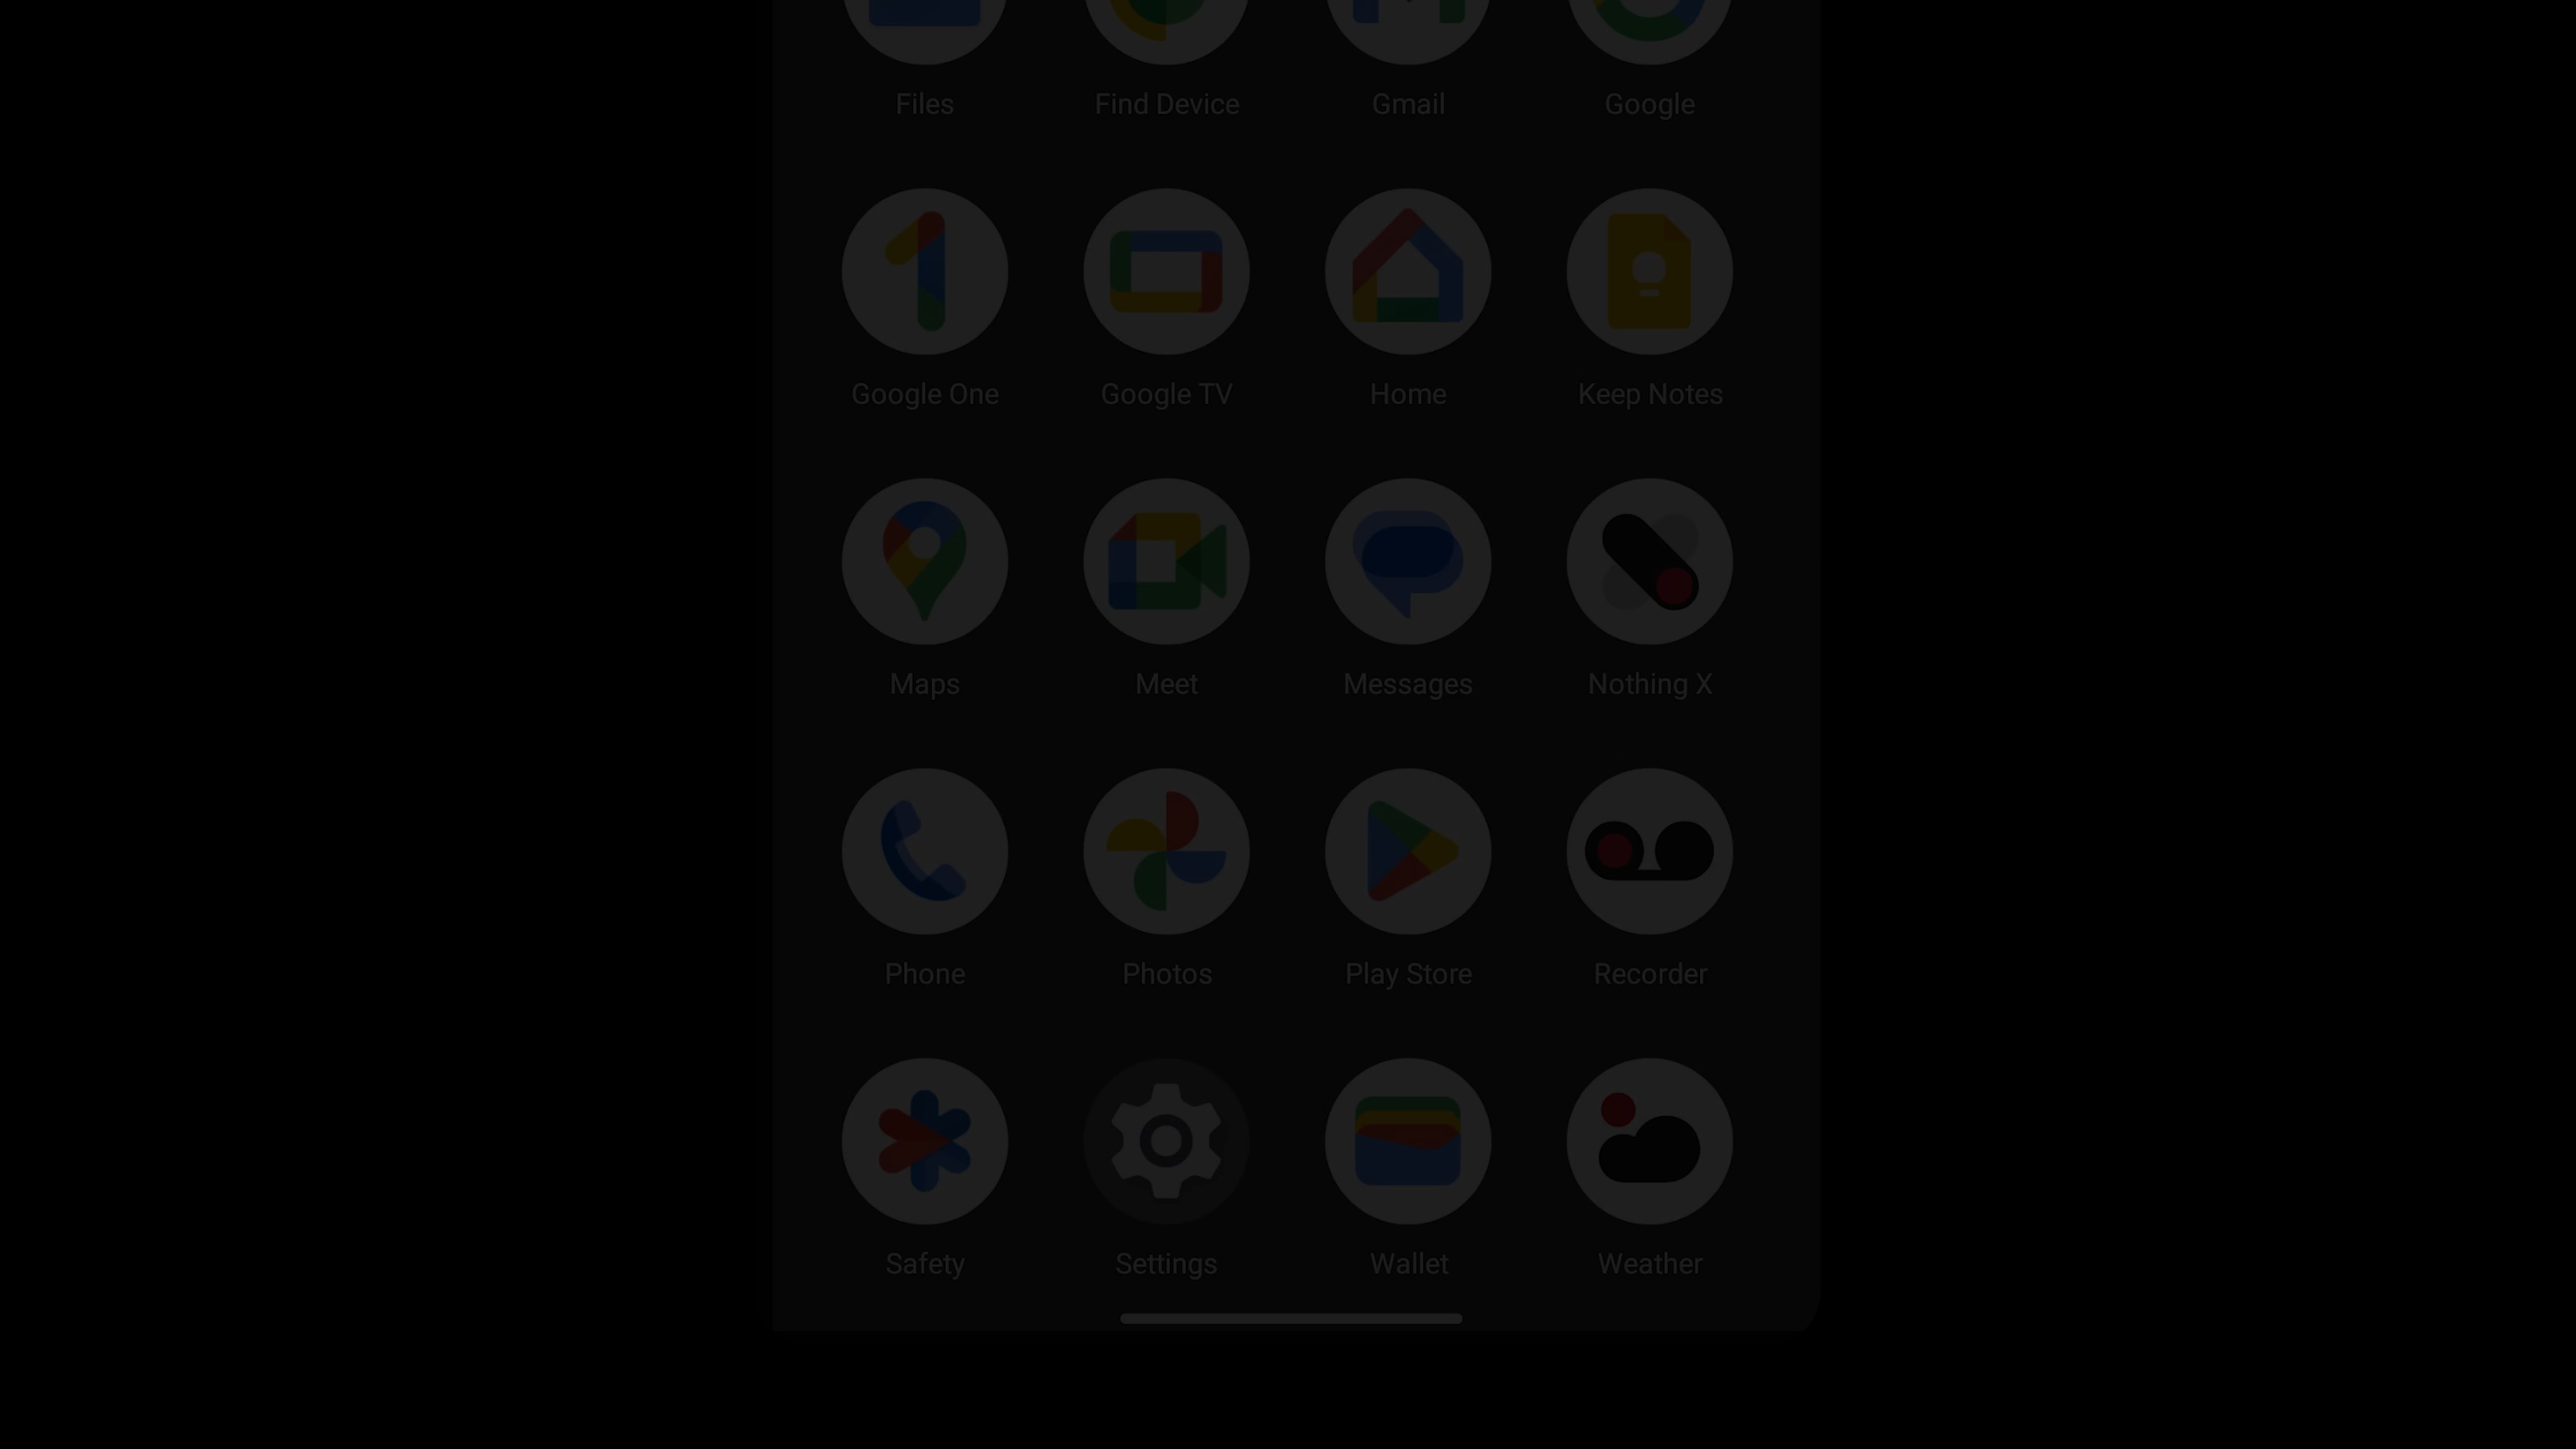 Files
Find Device
Gmail
Google
Google One
Google TV
Home
Keep Notes
Maps
Meet
Messages
Nothing X
Phone
Photos
Play Store
Recorder
Safety
Settings
Wallet
Weather